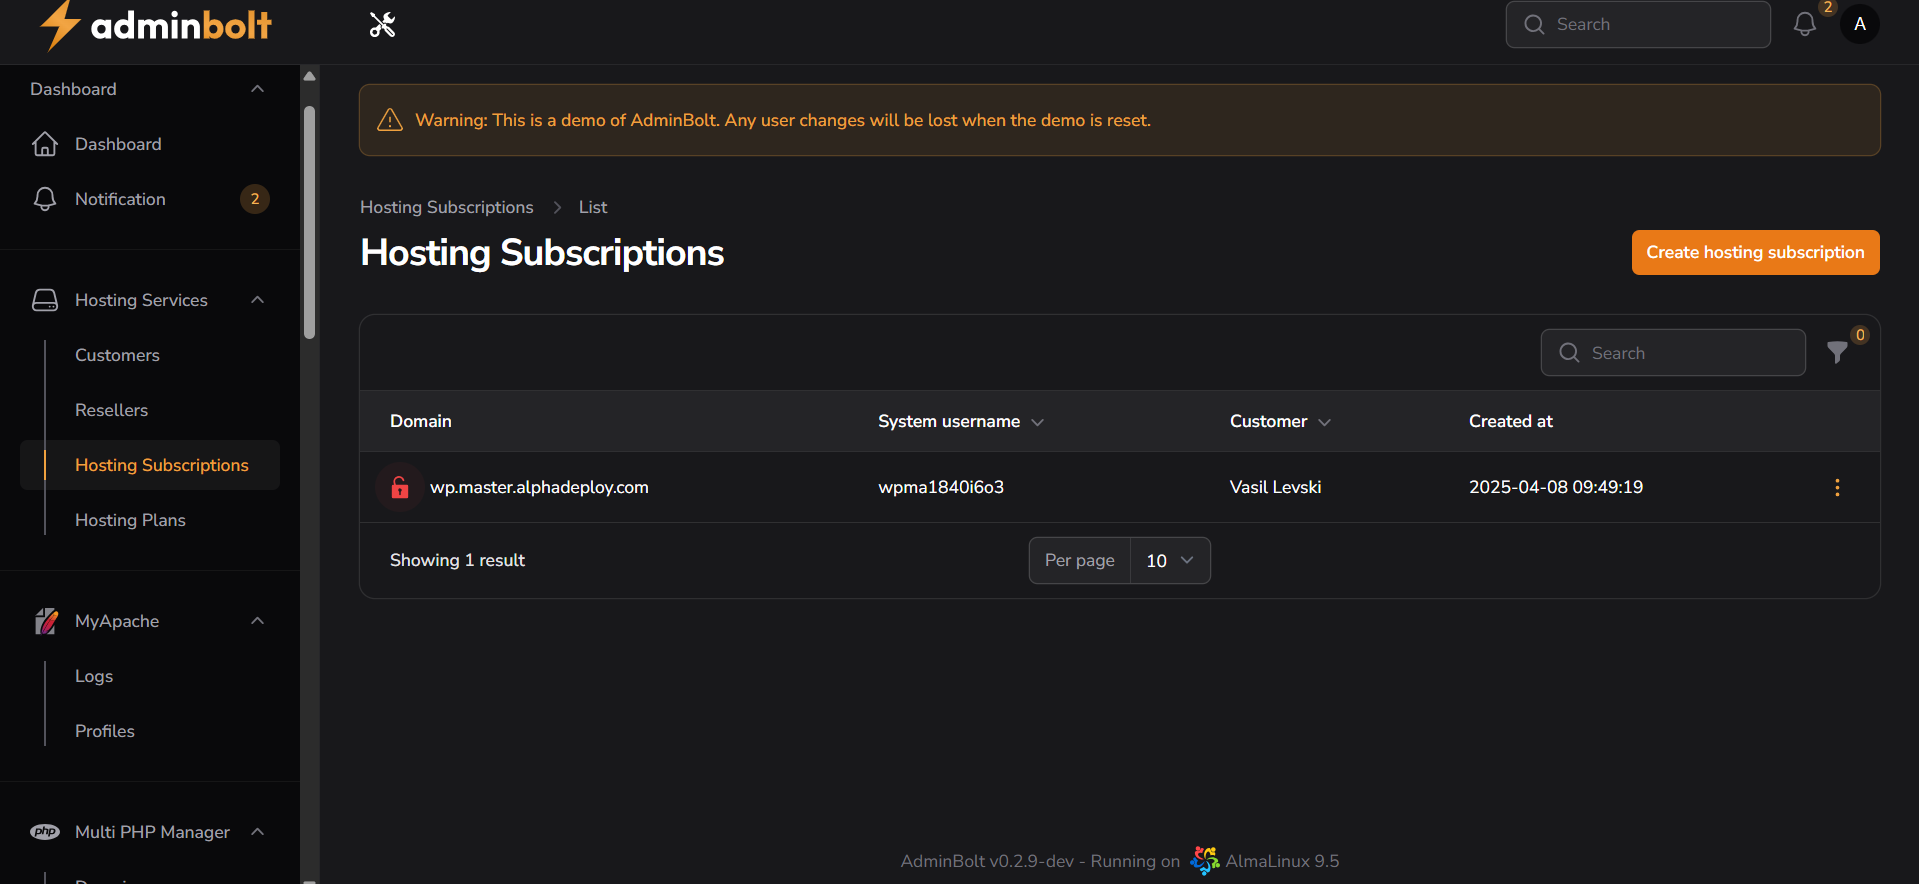 adminbolt
Search
2
A
Dashboard
Dashboard
Notification 2
Hosting Services
Customers
Resellers
Hosting Subscriptions
Hosting Plans
MyApache
Logs
Profiles
php Multi PHP Manager
Warning: This is a demo of AdminBolt. Any user changes will be lost when the demo is reset.
Hosting Subscriptions > List
Hosting Subscriptions
Create hosting subscription
Search
0
Domain System username Customer Created at
wp.master.alphadeploy.com wpma1840i6o3 Vasil Levski 2025-04-08 09:49:19
Showing 1 result Per page 10
AdminBolt v0.2.9-dev - Running on AlmaLinux 9.5